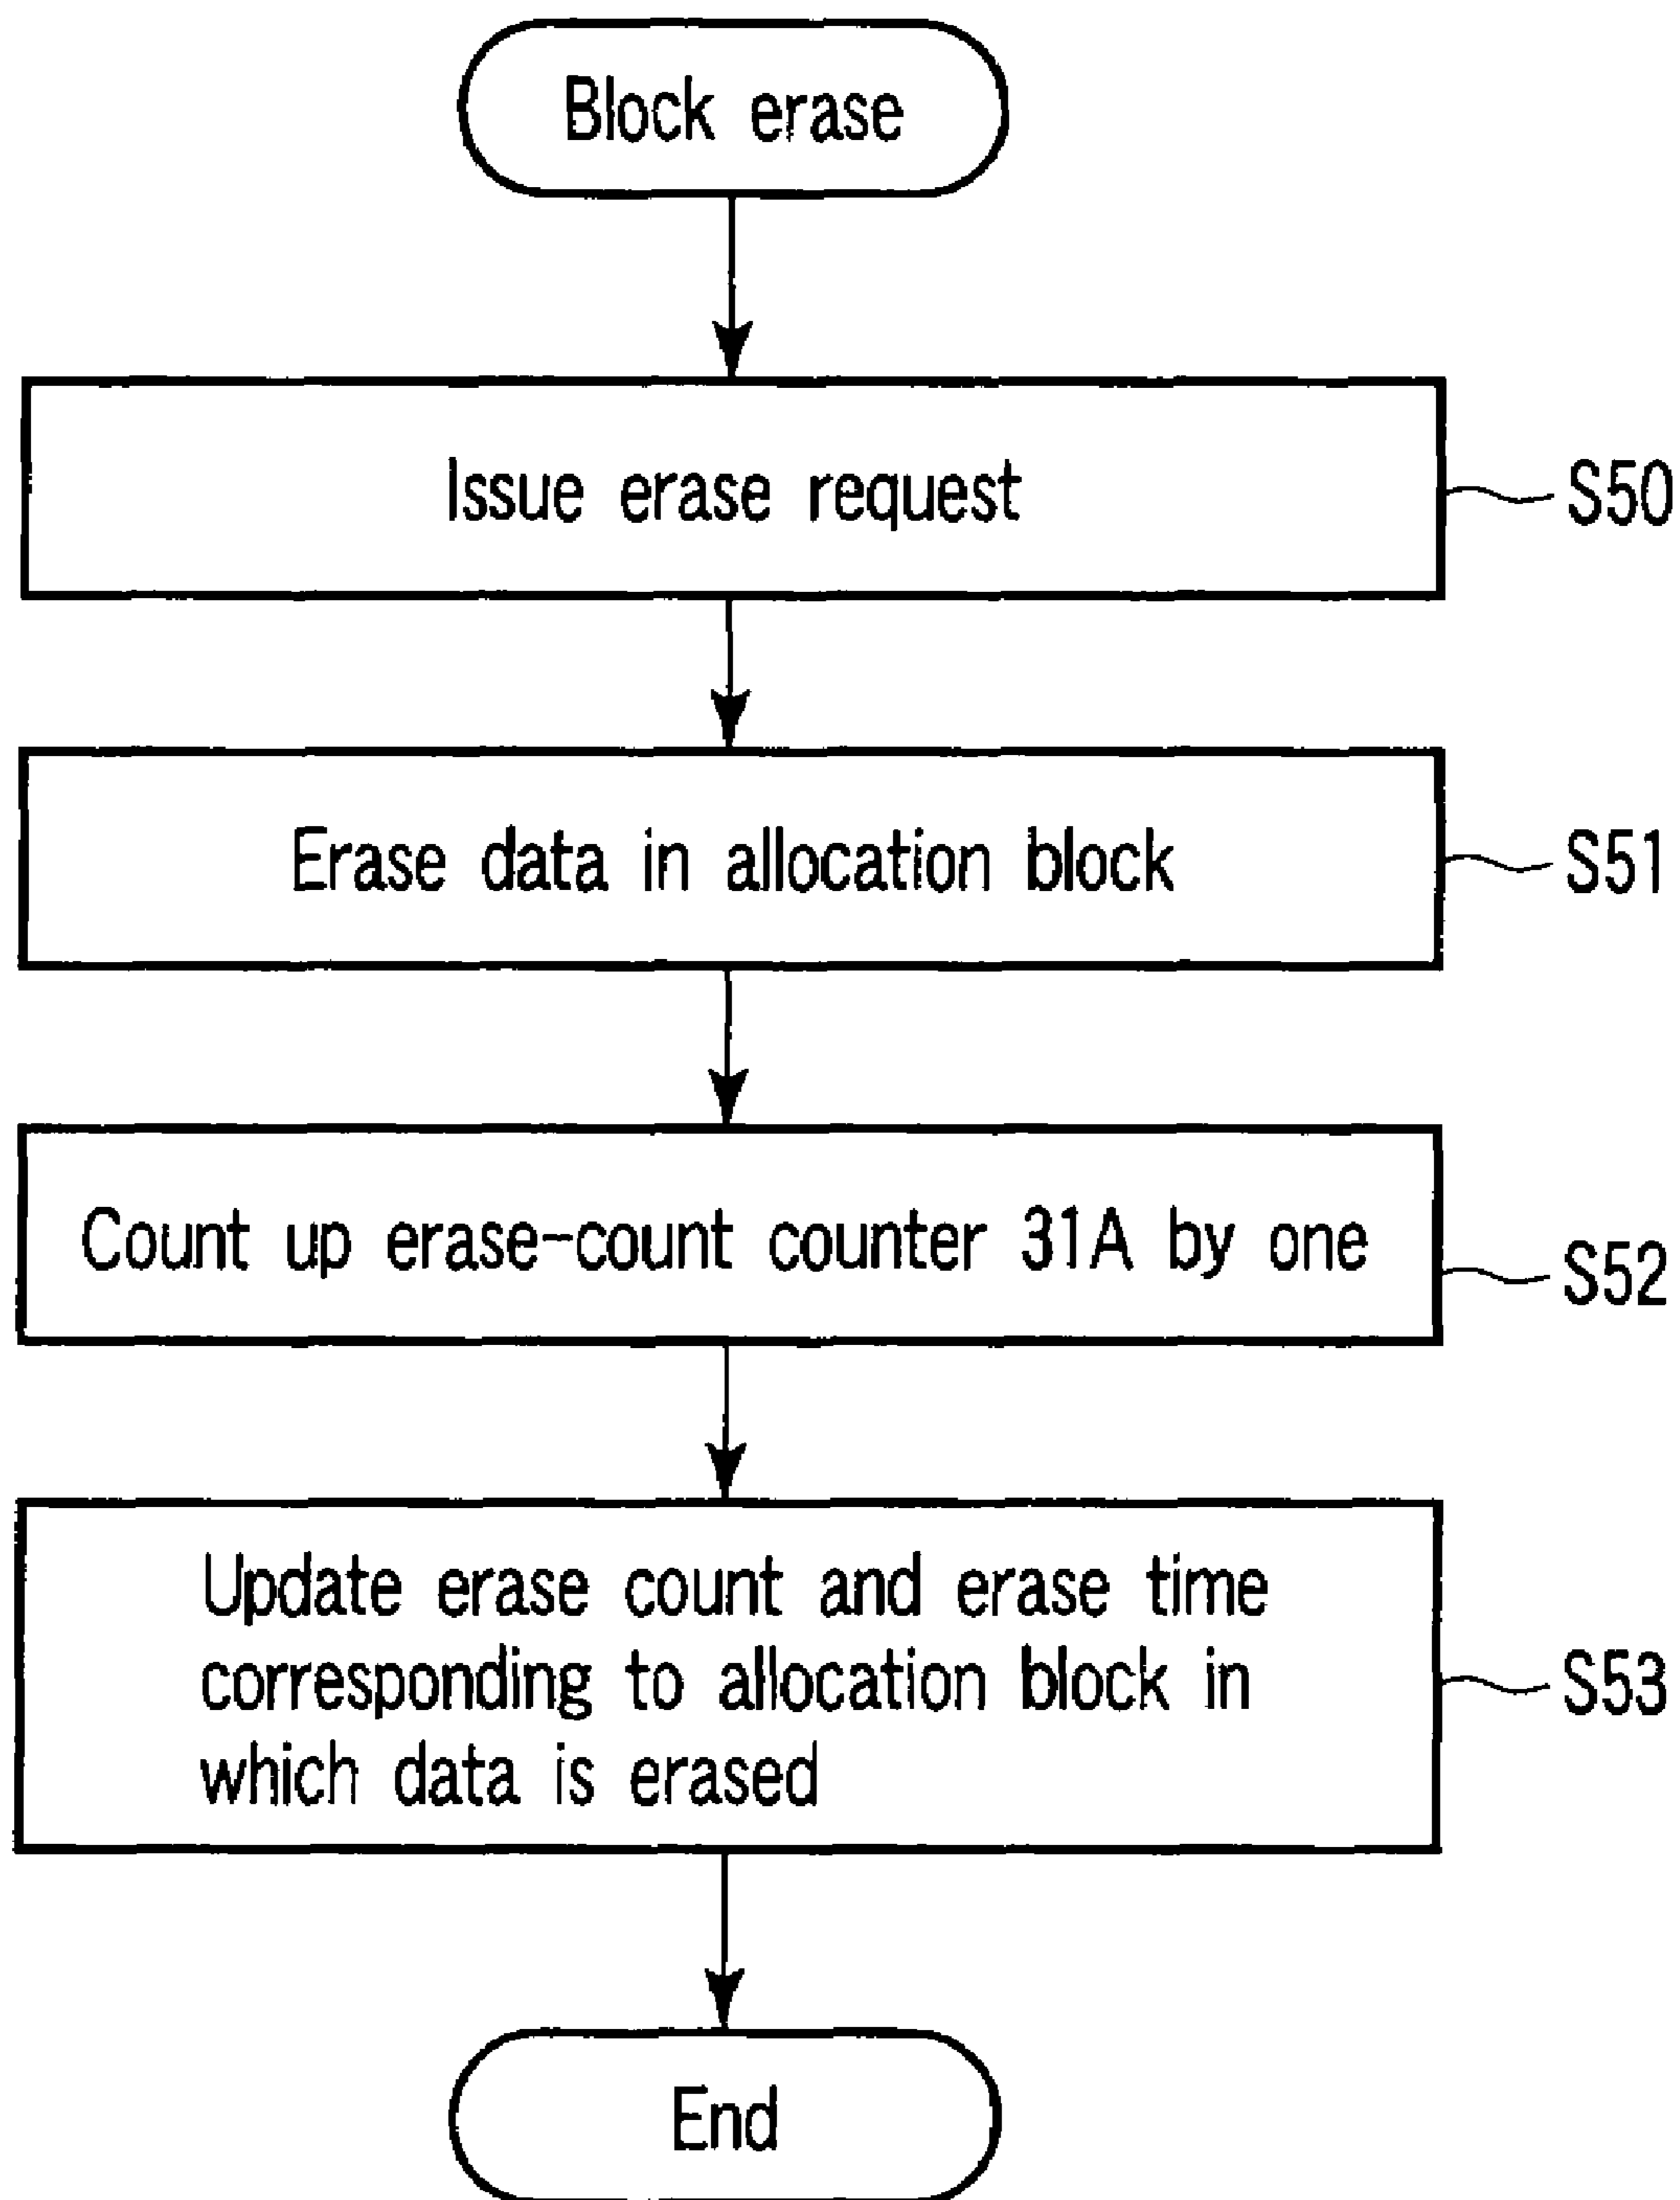 Block erase
Issue erase request
S50
Erase data in allocation block
S51
Count up erase-count counter 31A by one
S52
Update erase count and erase time
corresponding to allocation block in
which data is erased
S53
End